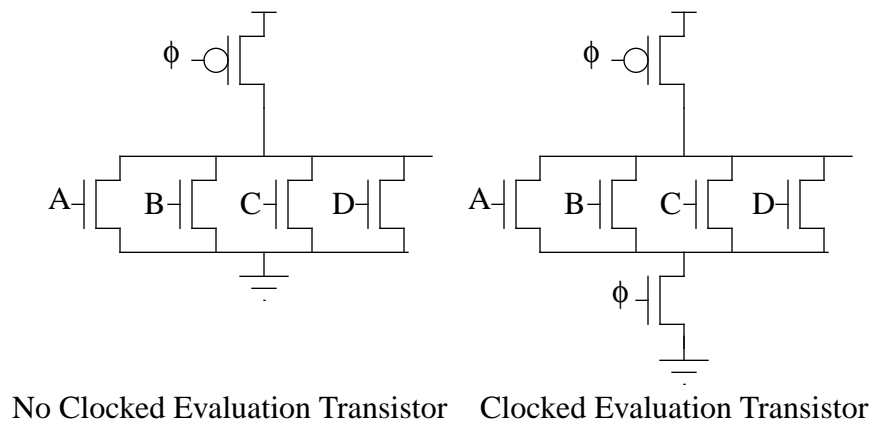 ϕ ϕ
A B C D A B C D
ϕ
No Clocked Evaluation Transistor Clocked Evaluation Transistor